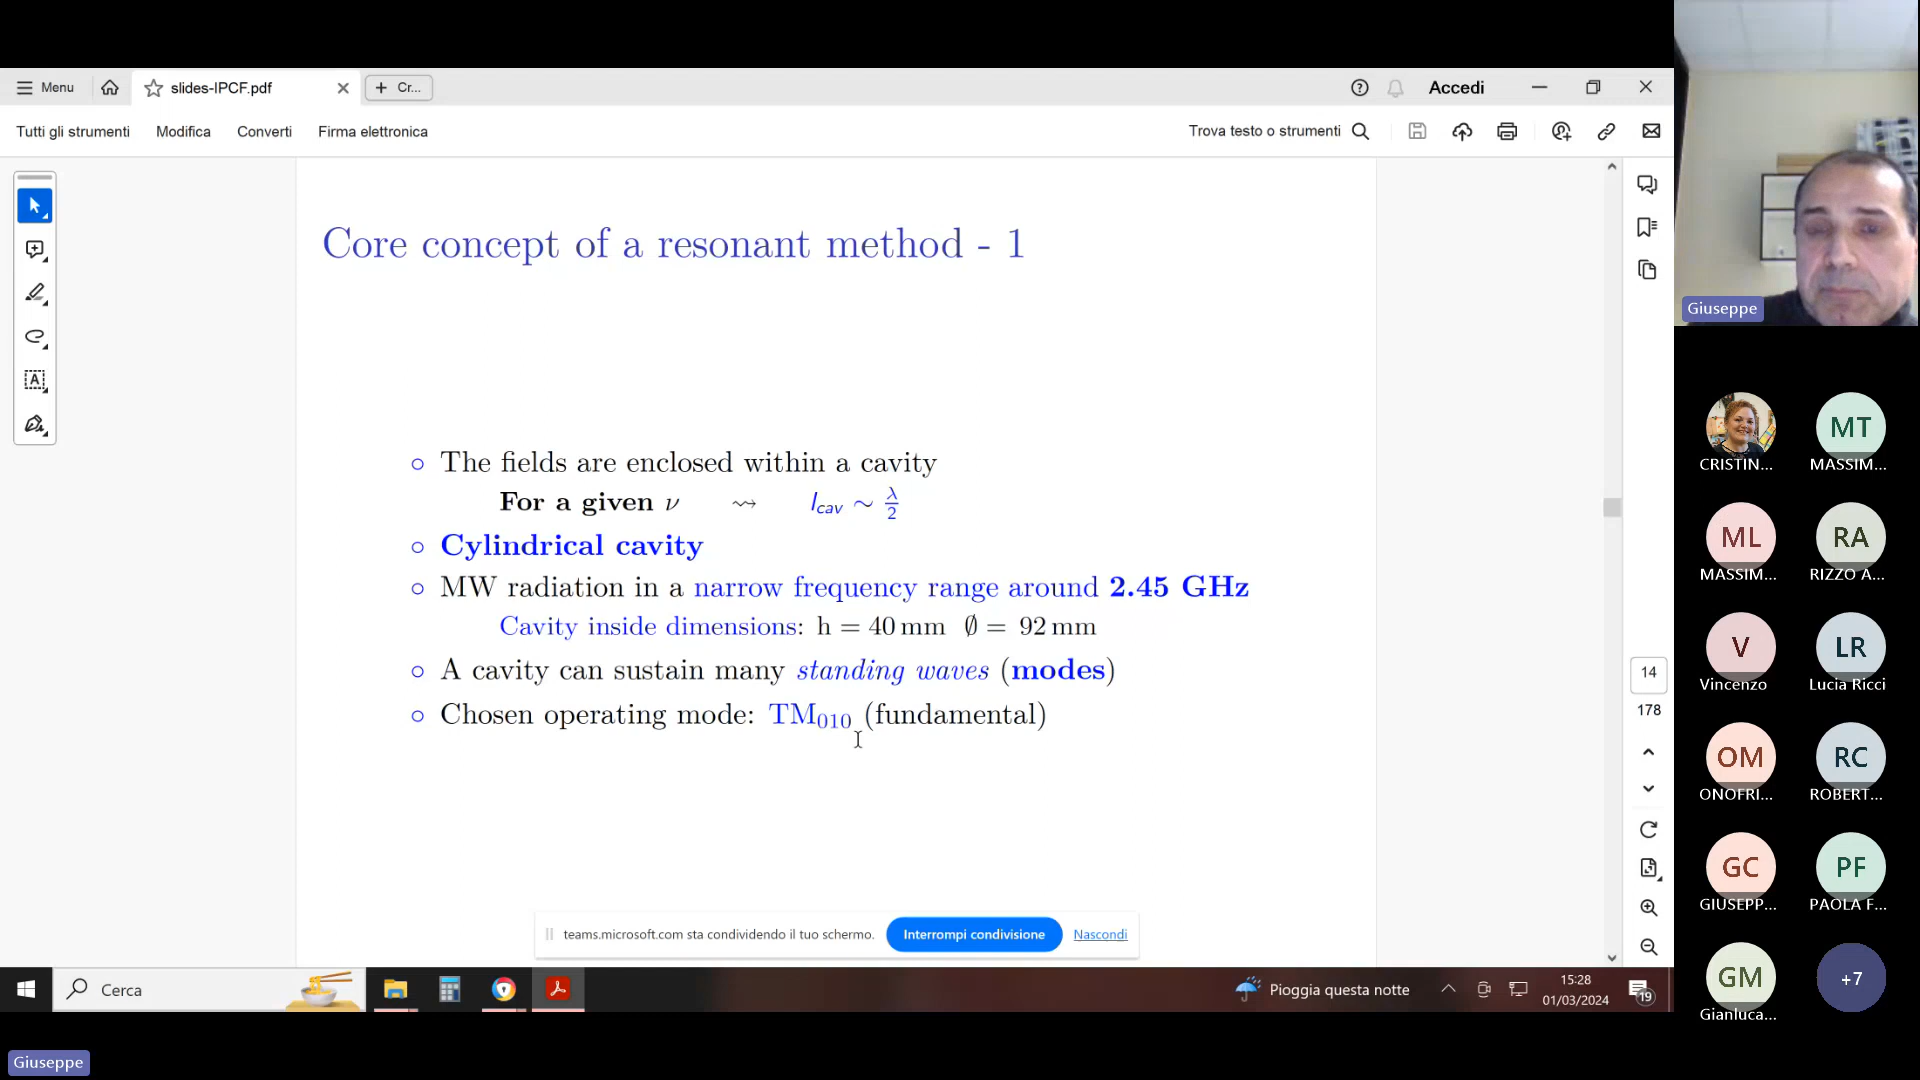 Menu
slides-IPCF.pdf
Cr...
Accedi
Tutti gli strumenti
Modifica
Converti
Firma elettronica
Trova testo o strumenti
Core concept of a resonant method - 1
The fields are enclosed within a cavity
For a given ν ⇝ l_cav ∼ λ/2
Cylindrical cavity
MW radiation in a narrow frequency range around 2.45 GHz
Cavity inside dimensions: h = 40 mm ∅ = 92 mm
A cavity can sustain many standing waves (modes)
Chosen operating mode: TM₀₁₀ (fundamental)
14
178
teams.microsoft.com sta condividendo il tuo schermo.
Interrompi condivisione
Nascondi
Cerca
Pioggia questa notte
15:28
01/03/2024
19
Giuseppe
Giuseppe
CRISTIN...
MT
MASSIM...
ML
MASSIM...
RA
RIZZO A...
V
Vincenzo
LR
Lucia Ricci
OM
ONOFRI...
RC
ROBERT...
GC
GIUSEPP...
PF
PAOLA F...
GM
Gianluca...
+7